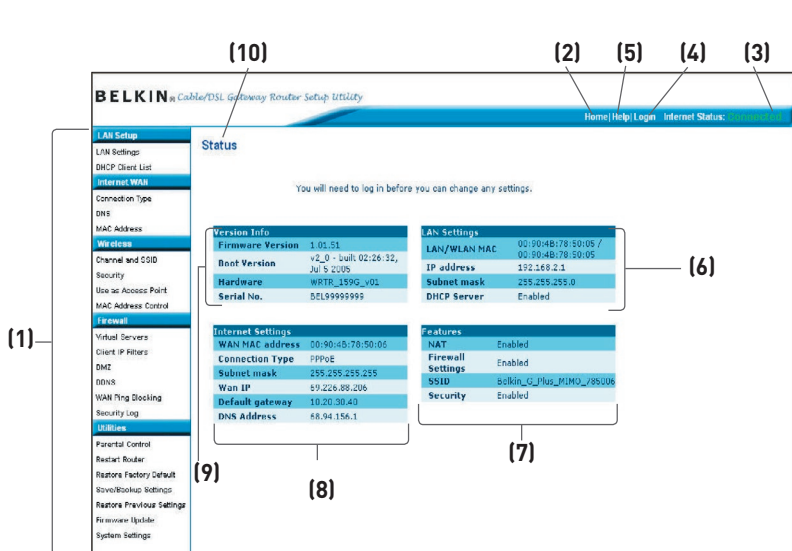 (10) (2) (5) (4) (3)
BELKIN® Cable/DSL Gateway Router Setup Utility
Home|Help|Login Internet Status: Connected
(1)
LAN Setup
LAN Settings
DHCP Client List
Internet WAN
Connection Type
DNS
MAC Address
Wireless
Channel and SSID
Security
Use as Access Point
MAC Address Control
Firewall
Virtual Servers
Client IP Filters
DMZ
DDNS
WAN Ping Blocking
Security Log
Utilities
Parental Control
Restart Router
Restore Factory Default
Save/Backup Settings
Restore Previous Settings
Firmware Update
System Settings
Status
You will need to log in before you can change any settings.
Version Info
Firmware Version 1.01.51
Boot Version v2_0 - built 02:26:32,
Jul 5 2005
Hardware WRTR_159G_v01
Serial No. BEL99999999
(9)
LAN Settings
LAN/WLAN MAC 00:90:4B:78:50:05 /
00:90:4B:78:50:05
IP address 192.168.2.1
Subnet mask 255.255.255.0
DHCP Server Enabled
(6)
Internet Settings
WAN MAC address 00:90:4B:78:50:06
Connection Type PPPoE
Subnet mask 255.255.255.255
Wan IP 69.226.88.206
Default gateway 10.20.30.40
DNS Address 68.94.156.1
(8)
Features
NAT Enabled
Firewall
Settings Enabled
SSID Belkin_G_Plus_MIMO_785006
Security Enabled
(7)